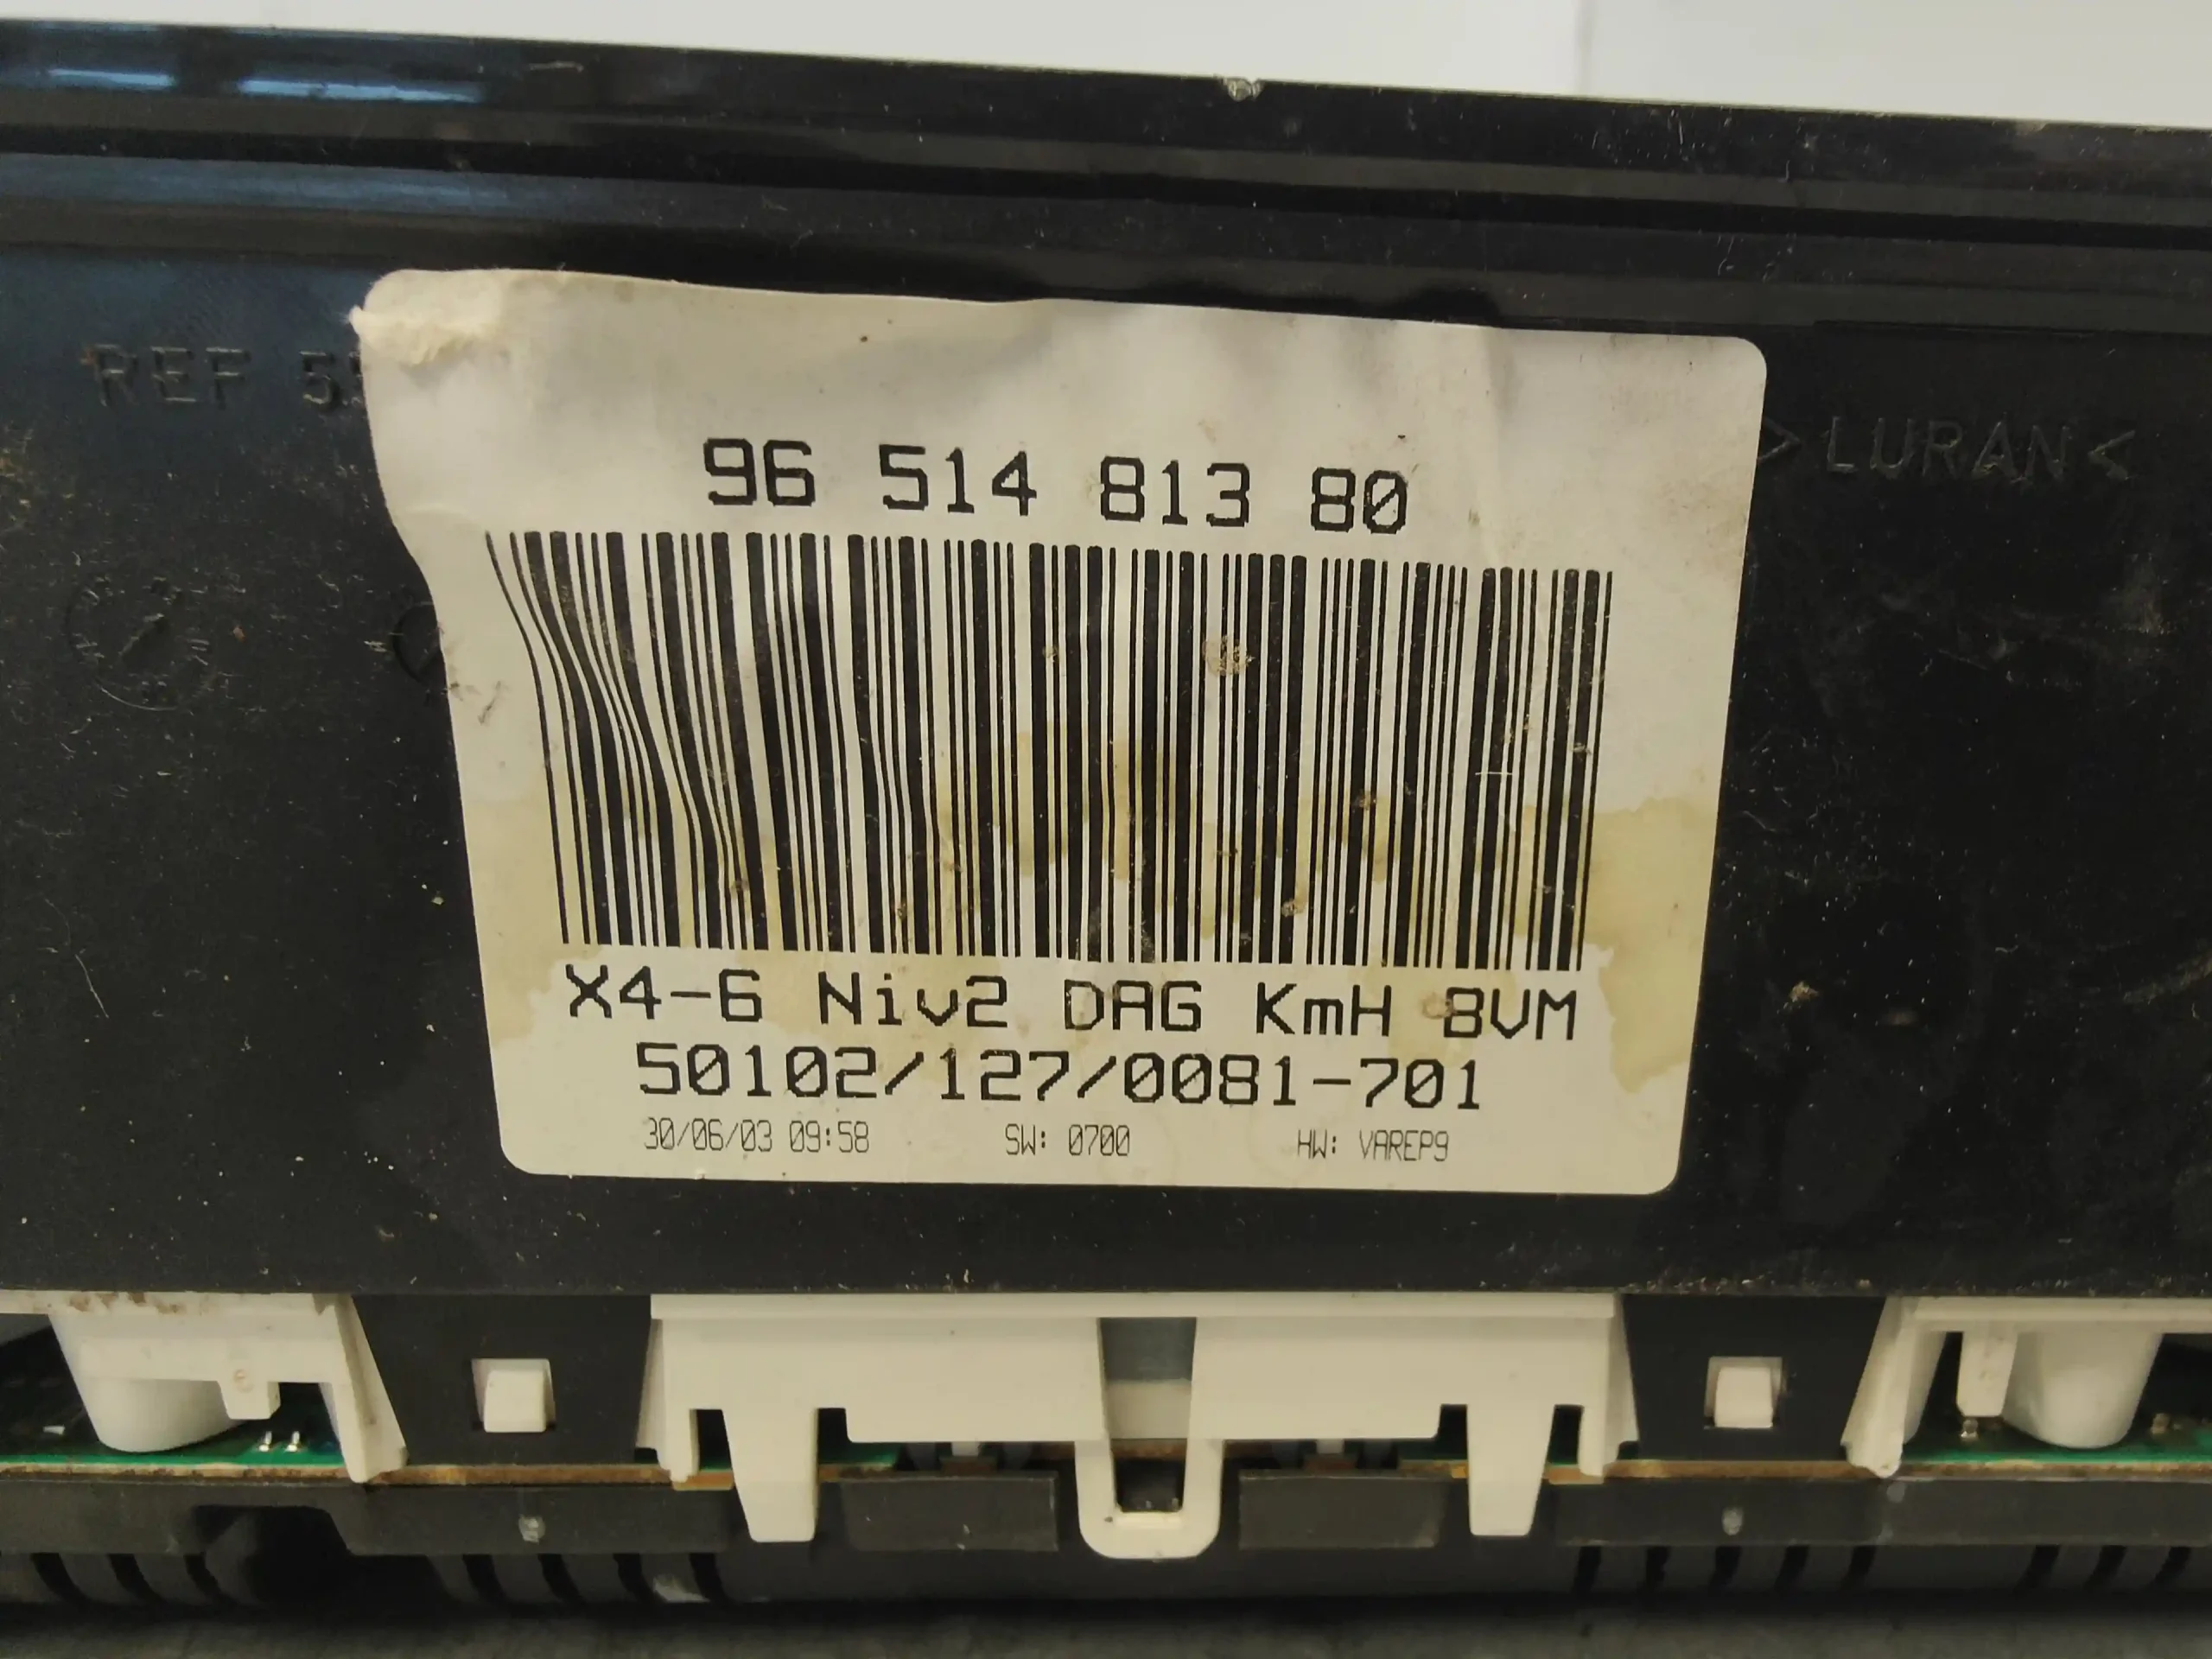 REF 5
96 514 813 80
>LURAN<
X4-6 Niv2 DAG KmH BVM
50102/127/0081-701
30/06/03 09:58 SW: 0700 HW: VAREP9